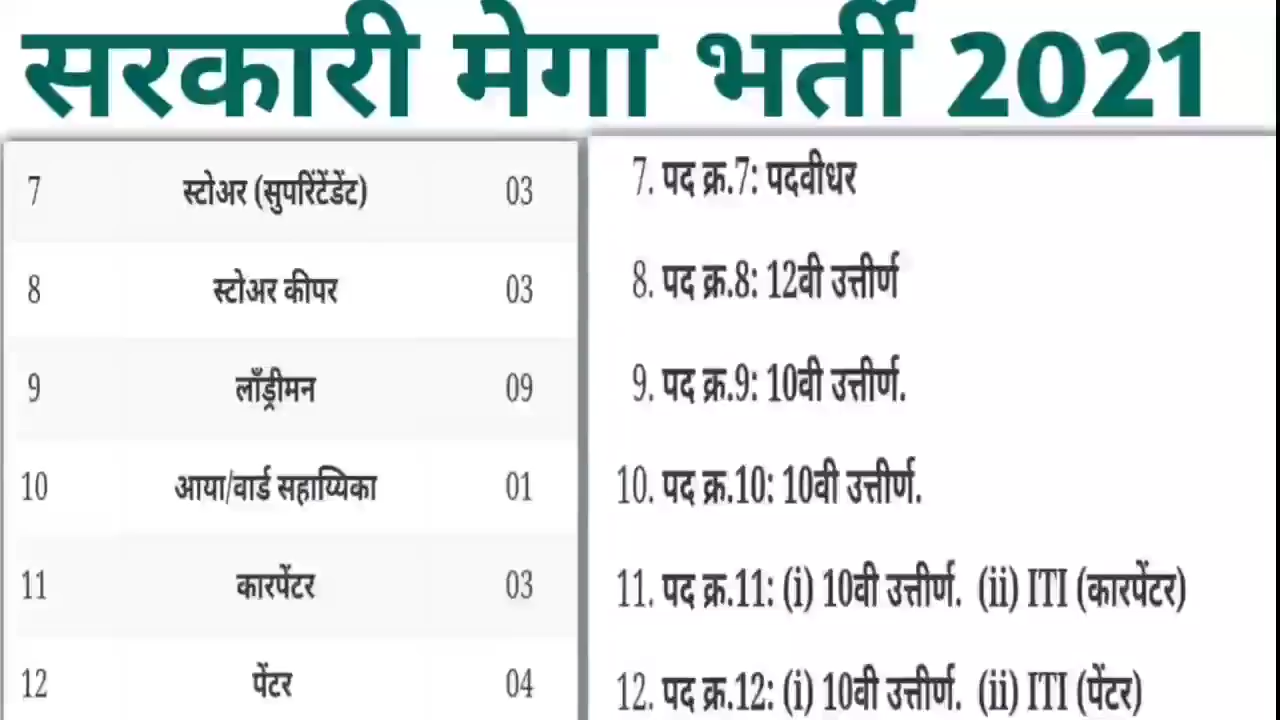 सरकारी मेगा भर्ती 2021
7 स्टोअर (सुपरिंटेंडेंट) 03
8 स्टोअर कीपर 03
9 लाँड्रीमन 09
10 आया/वार्ड सहाय्यिका 01
11 कारपेंटर 03
12 पेंटर 04
7. पद क्र.7: पदवीधर
8. पद क्र.8: 12वी उत्तीर्ण
9. पद क्र.9: 10वी उत्तीर्ण.
10. पद क्र.10: 10वी उत्तीर्ण.
11. पद क्र.11: (i) 10वी उत्तीर्ण. (ii) ITI (कारपेंटर)
12. पद क्र.12: (i) 10वी उत्तीर्ण. (ii) ITI (पेंटर)